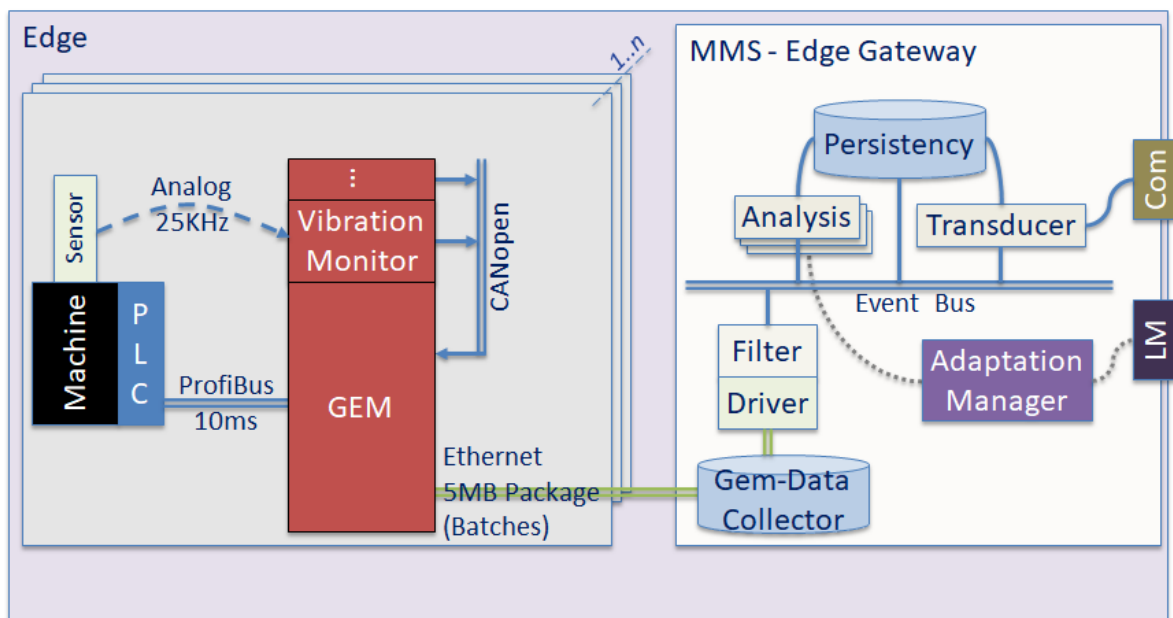 Edge
1..n
Sensor
Analog
25KHz
Machine
P
L
C
ProfiBus
10ms
...
Vibration
Monitor
GEM
CANopen
Ethernet
5MB Package
(Batches)
MMS - Edge Gateway
Persistency
Analysis
Transducer
Com
Event Bus
LM
Filter
Driver
Adaptation
Manager
Gem-Data
Collector